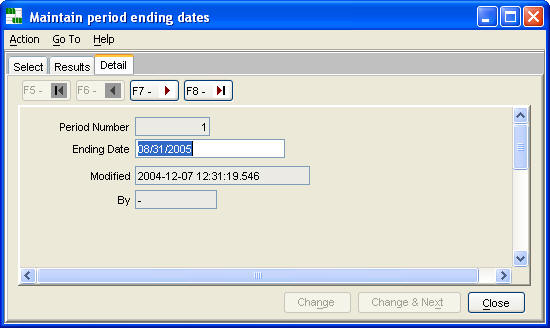 Maintain period ending dates
Action Go To Help
Select Results Detail
F5 - F6 - F7 - F8 -
Period Number 1
Ending Date 08/31/2005
Modified 2004-12-07 12:31:19.546
By -
Change Change & Next Close